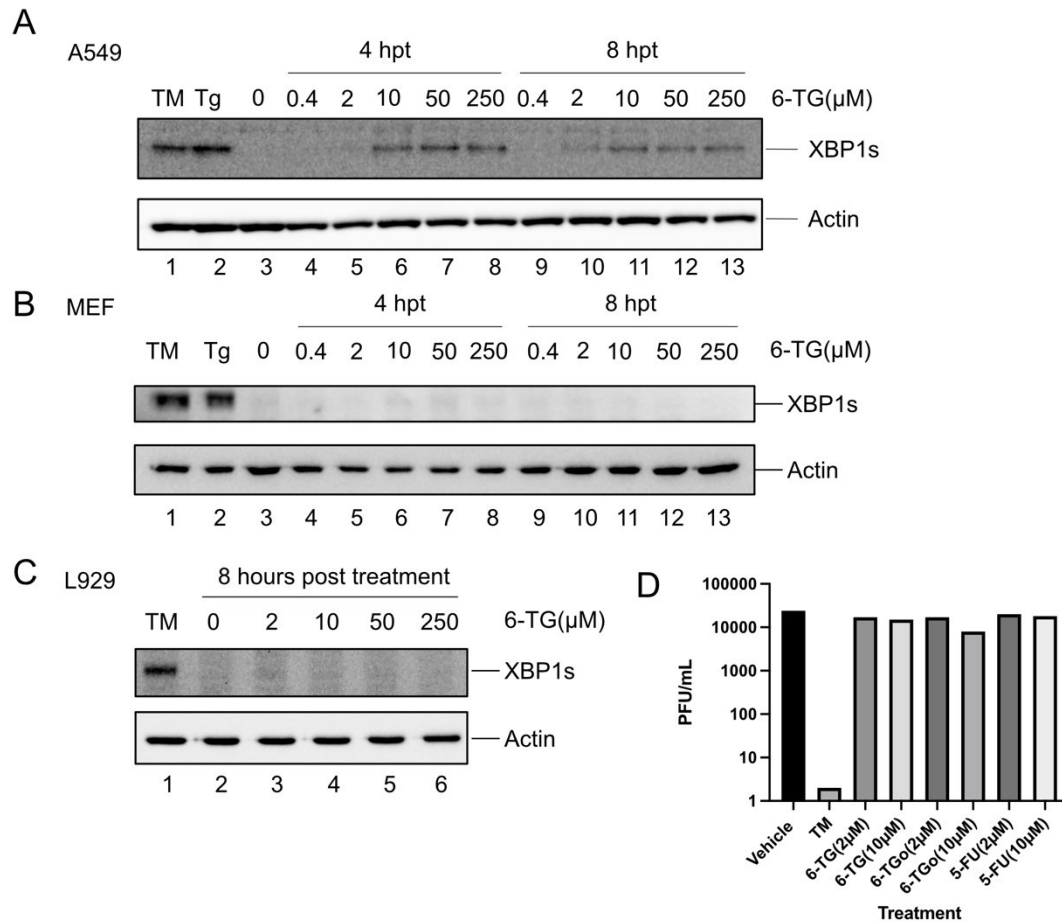 A
A549
4 hpt 8 hpt
TM Tg 0 0.4 2 10 50 250 0.4 2 10 50 250 6-TG(µM)
XBP1s
Actin
1 2 3 4 5 6 7 8 9 10 11 12 13
B
MEF
4 hpt 8 hpt
TM Tg 0 0.4 2 10 50 250 0.4 2 10 50 250 6-TG(µM)
XBP1s
Actin
1 2 3 4 5 6 7 8 9 10 11 12 13
C
L929
8 hours post treatment
TM 0 2 10 50 250 6-TG(µM)
XBP1s
Actin
1 2 3 4 5 6
D
PFU/mL
100000
10000
1000
100
10
1
Vehicle
TM
6-TG(2µM)
6-TG(10µM)
6-TGo(2µM)
6-TGo(10µM)
5-FU(2µM)
5-FU(10µM)
Treatment